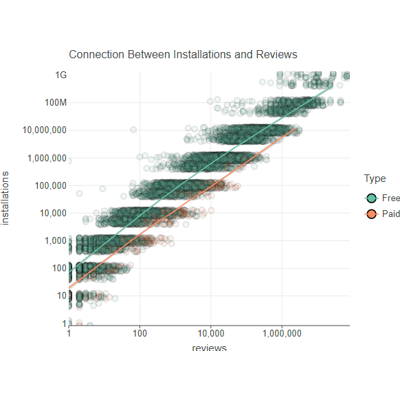 Connection Between Installations and Reviews
1G
100M
10,000,000
1,000,000
100,000
10,000
1,000
100
10
1
1
100
10,000
1,000,000
reviews
installations
Type
Free
Paid